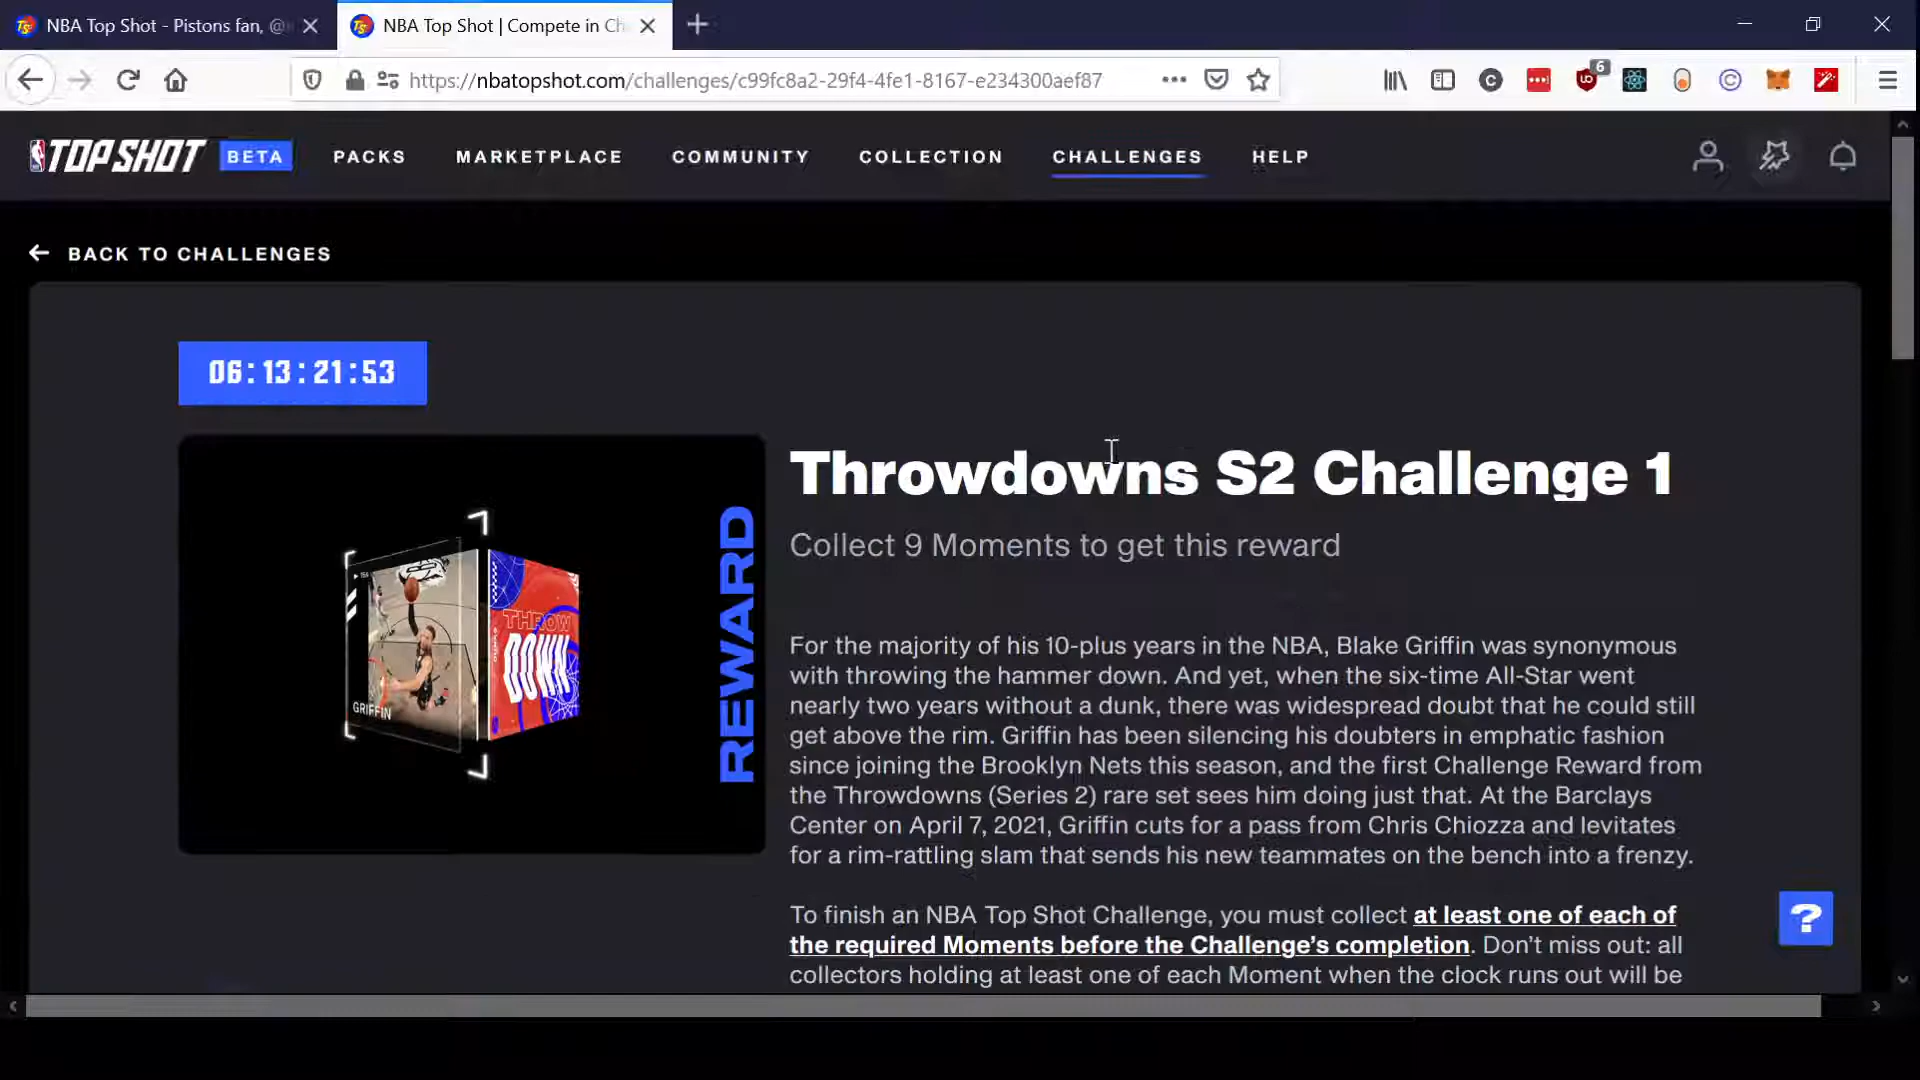 NBA Top Shot - Pistons fan, @
NBA Top Shot | Compete in Ch
https://nbatopshot.com/challenges/c99fc8a2-29f4-4fe1-8167-e234300aef87
6
TOP SHOT BETA PACKS MARKETPLACE COMMUNITY COLLECTION CHALLENGES HELP
BACK TO CHALLENGES
06:13:21:53
GRIFFIN
THROW
DOWN
REWARD
Throwdowns S2 Challenge 1
Collect 9 Moments to get this reward
For the majority of his 10-plus years in the NBA, Blake Griffin was synonymous
with throwing the hammer down. And yet, when the six-time All-Star went
nearly two years without a dunk, there was widespread doubt that he could still
get above the rim. Griffin has been silencing his doubters in emphatic fashion
since joining the Brooklyn Nets this season, and the first Challenge Reward from
the Throwdowns (Series 2) rare set sees him doing just that. At the Barclays
Center on April 7, 2021, Griffin cuts for a pass from Chris Chiozza and levitates
for a rim-rattling slam that sends his new teammates on the bench into a frenzy.
To finish an NBA Top Shot Challenge, you must collect at least one of each of
the required Moments before the Challenge's completion. Don't miss out: all
collectors holding at least one of each Moment when the clock runs out will be
?